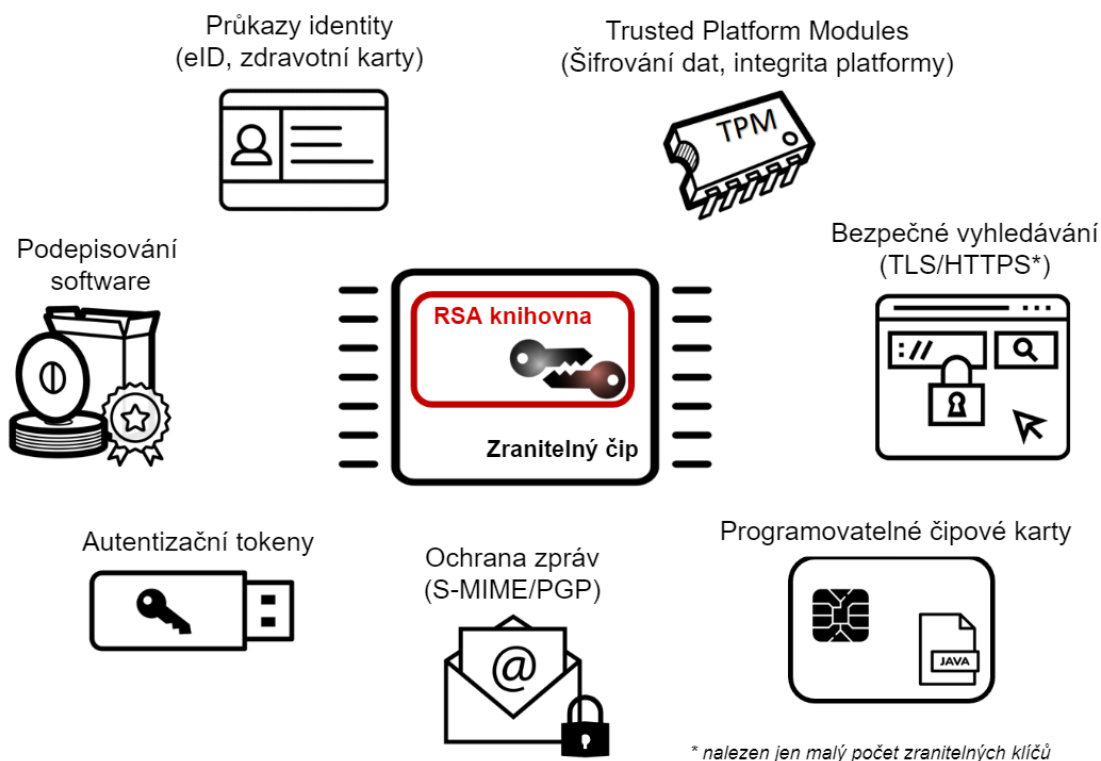 Průkazy identity
(eID, zdravotní karty)
Trusted Platform Modules
(Šifrování dat, integrita platformy)
TPM
Podepisování
software
RSA knihovna
Zranitelný čip
Bezpečné vyhledávání
(TLS/HTTPS*)
://
Autentizační tokeny
Ochrana zpráv
(S-MIME/PGP)
@
Programovatelné čipové karty
JAVA
* nalezen jen malý počet zranitelných klíčů